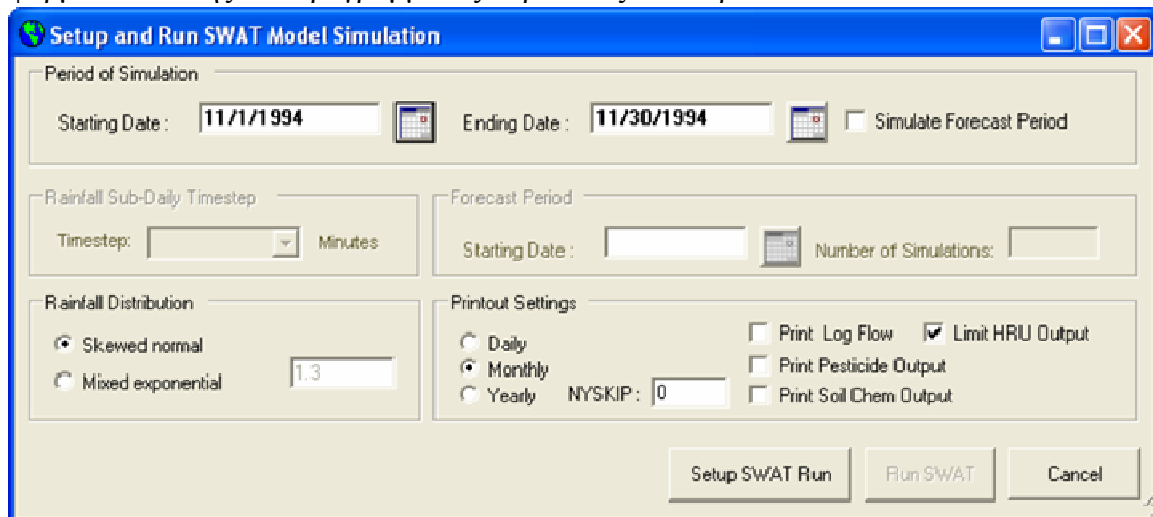 Setup and Run SWAT Model Simulation
Period of Simulation
Starting Date : 11/1/1994 Ending Date : 11/30/1994 Simulate Forecast Period
Rainfall Sub-Daily Timestep
Timestep: Minutes
Forecast Period
Starting Date : Number of Simulations:
Rainfall Distribution
Skewed normal
Mixed exponential 1.3
Printout Settings
Daily
Monthly
Yearly NYSKIP : 0
Print Log Flow Limit HRU Output
Print Pesticide Output
Print Soil Chem Output
Setup SWAT Run Run SWAT Cancel